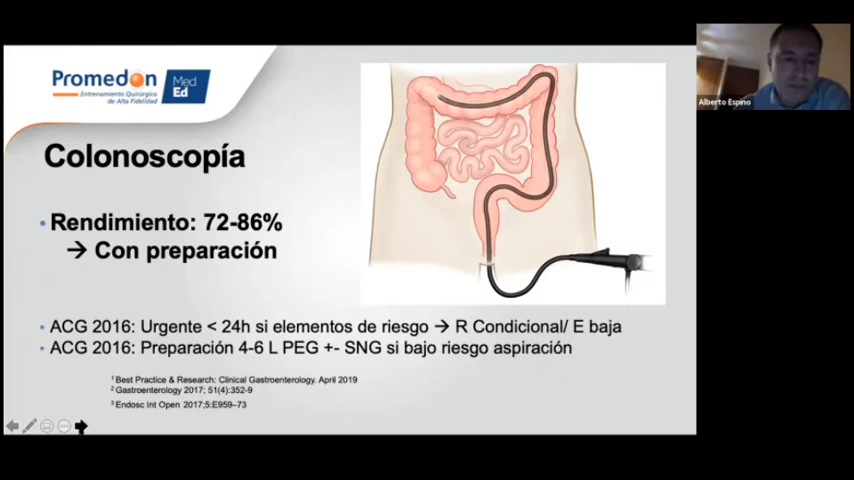 Promedon
Med
Ed
Entrenamiento Quirúrgico
de Alta Fidelidad
Alberto Espino
Colonoscopía
• Rendimiento: 72-86%
→ Con preparación
• ACG 2016: Urgente < 24h si elementos de riesgo → R Condicional/ E baja
• ACG 2016: Preparación 4-6 L PEG +- SNG si bajo riesgo aspiración
1 Best Practice & Research: Clinical Gastroenterology. April 2019
2 Gastroenterology 2017; 51(4):352-9
3 Endosc Int Open 2017;5:E959–73